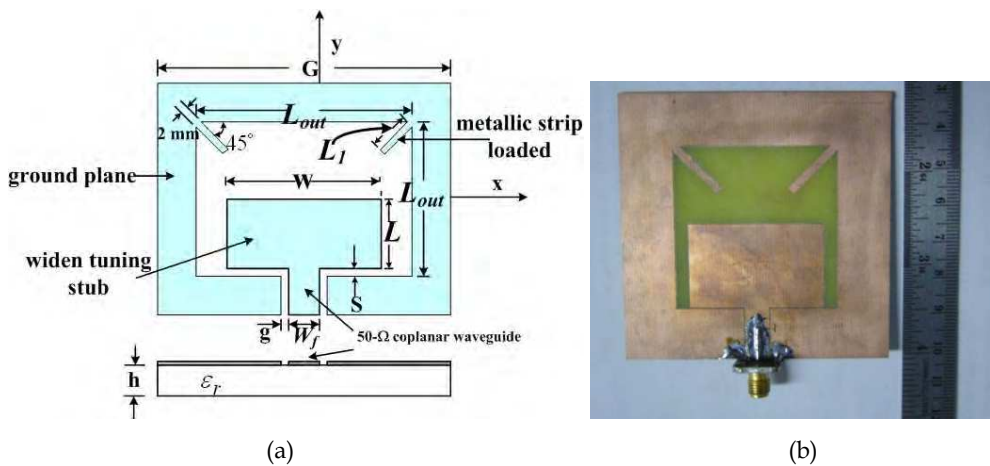 y
G
L_out
2 mm
45°
L_1
metallic strip
loaded
ground plane
W
x
L_out
L
widen tuning
stub
S
g
W_f
50-Ω coplanar waveguide
h
ε_r
(a)
(b)